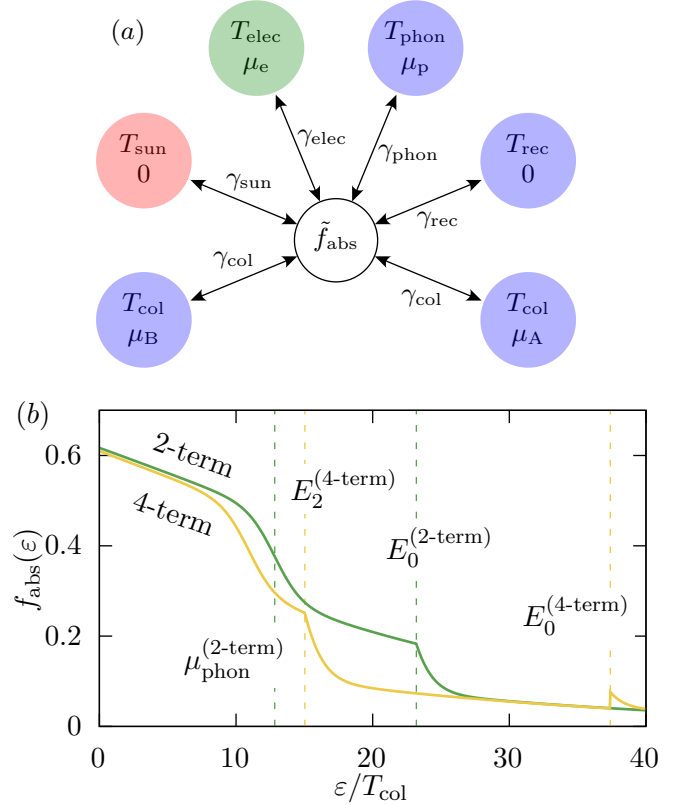 (a)
T_elec
μ_e
T_phon
μ_p
T_sun
0
T_rec
0
γ_elec
γ_phon
γ_sun
γ_rec
f̃_abs
γ_col
γ_col
T_col
μ_B
T_col
μ_A
(b)
0.6
0.4
0.2
0
f_abs(ε)
2-term
4-term
E_2^(4-term)
E_0^(2-term)
E_0^(4-term)
μ_phon^(2-term)
0 10 20 30 40
ε/T_col